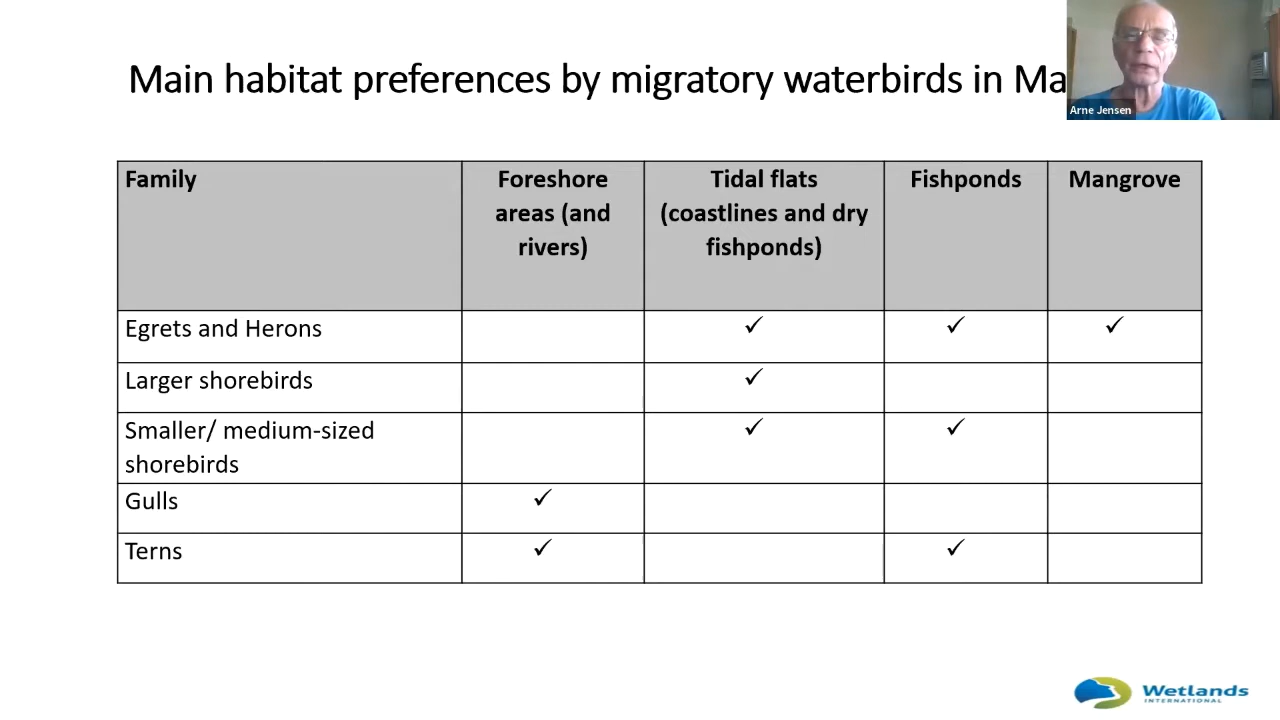 Main habitat preferences by migratory waterbirds in Ma
Arne Jensen
Family
Foreshore areas (and rivers)
Tidal flats (coastlines and dry fishponds)
Fishponds
Mangrove
Egrets and Herons ✓ ✓ ✓
Larger shorebirds ✓
Smaller/ medium-sized shorebirds ✓ ✓
Gulls ✓
Terns ✓ ✓
Wetlands
INTERNATIONAL